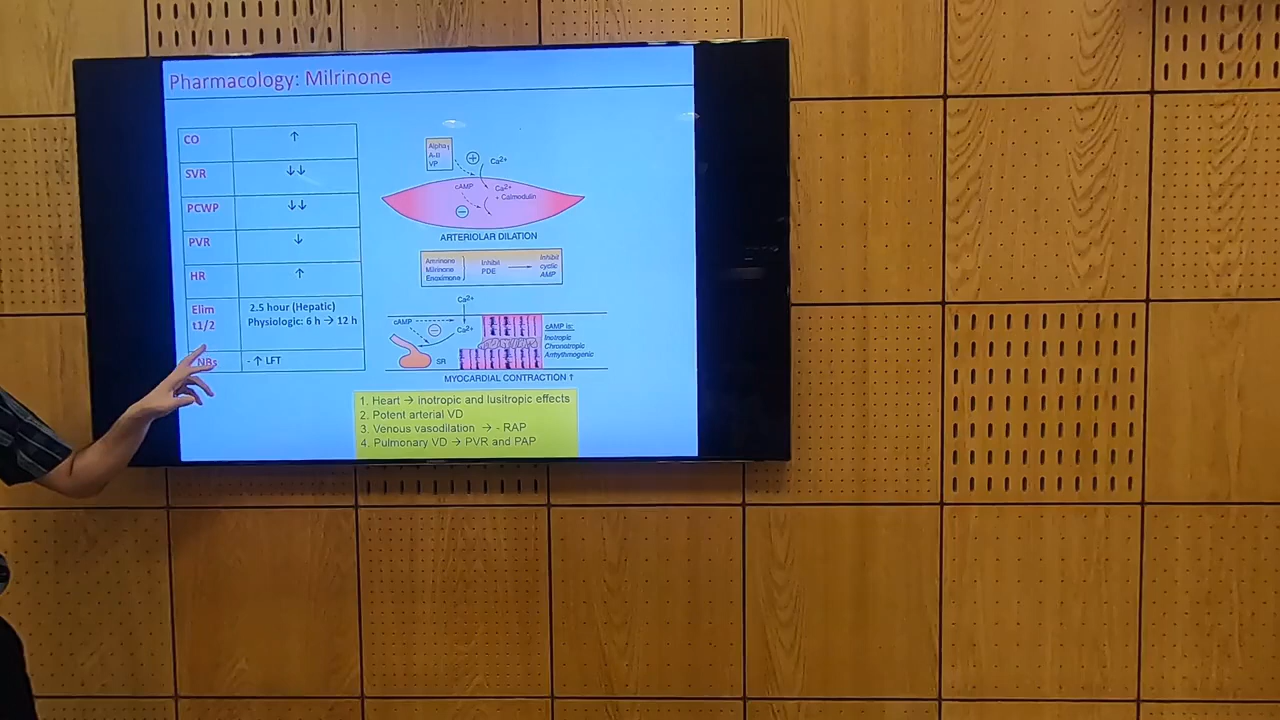 Pharmacology: Milrinone
CO ↑
SVR ↓↓
PCWP ↓↓
PVR ↓
HR ↑
Elim t1/2
2.5 hour (Hepatic)
Physiologic: 6 h → 12 h
NBs - ↑ LFT
Alpha1
A-II
VP
+
Ca²⁺
cAMP
Ca²⁺
+ Calmodulin
−
ARTERIOLAR DILATION
Amrinone
Milrinone
Enoximone
Inhibit
PDE
→
Inhibit
cyclic
AMP
Ca²⁺
cAMP
−
Ca²⁺
SR
cAMP is:
Inotropic
Chronotropic
Arrhythmogenic
MYOCARDIAL CONTRACTION ↑
1. Heart → inotropic and lusitropic effects
2. Potent arterial VD
3. Venous vasodilation → - RAP
4. Pulmonary VD → PVR and PAP